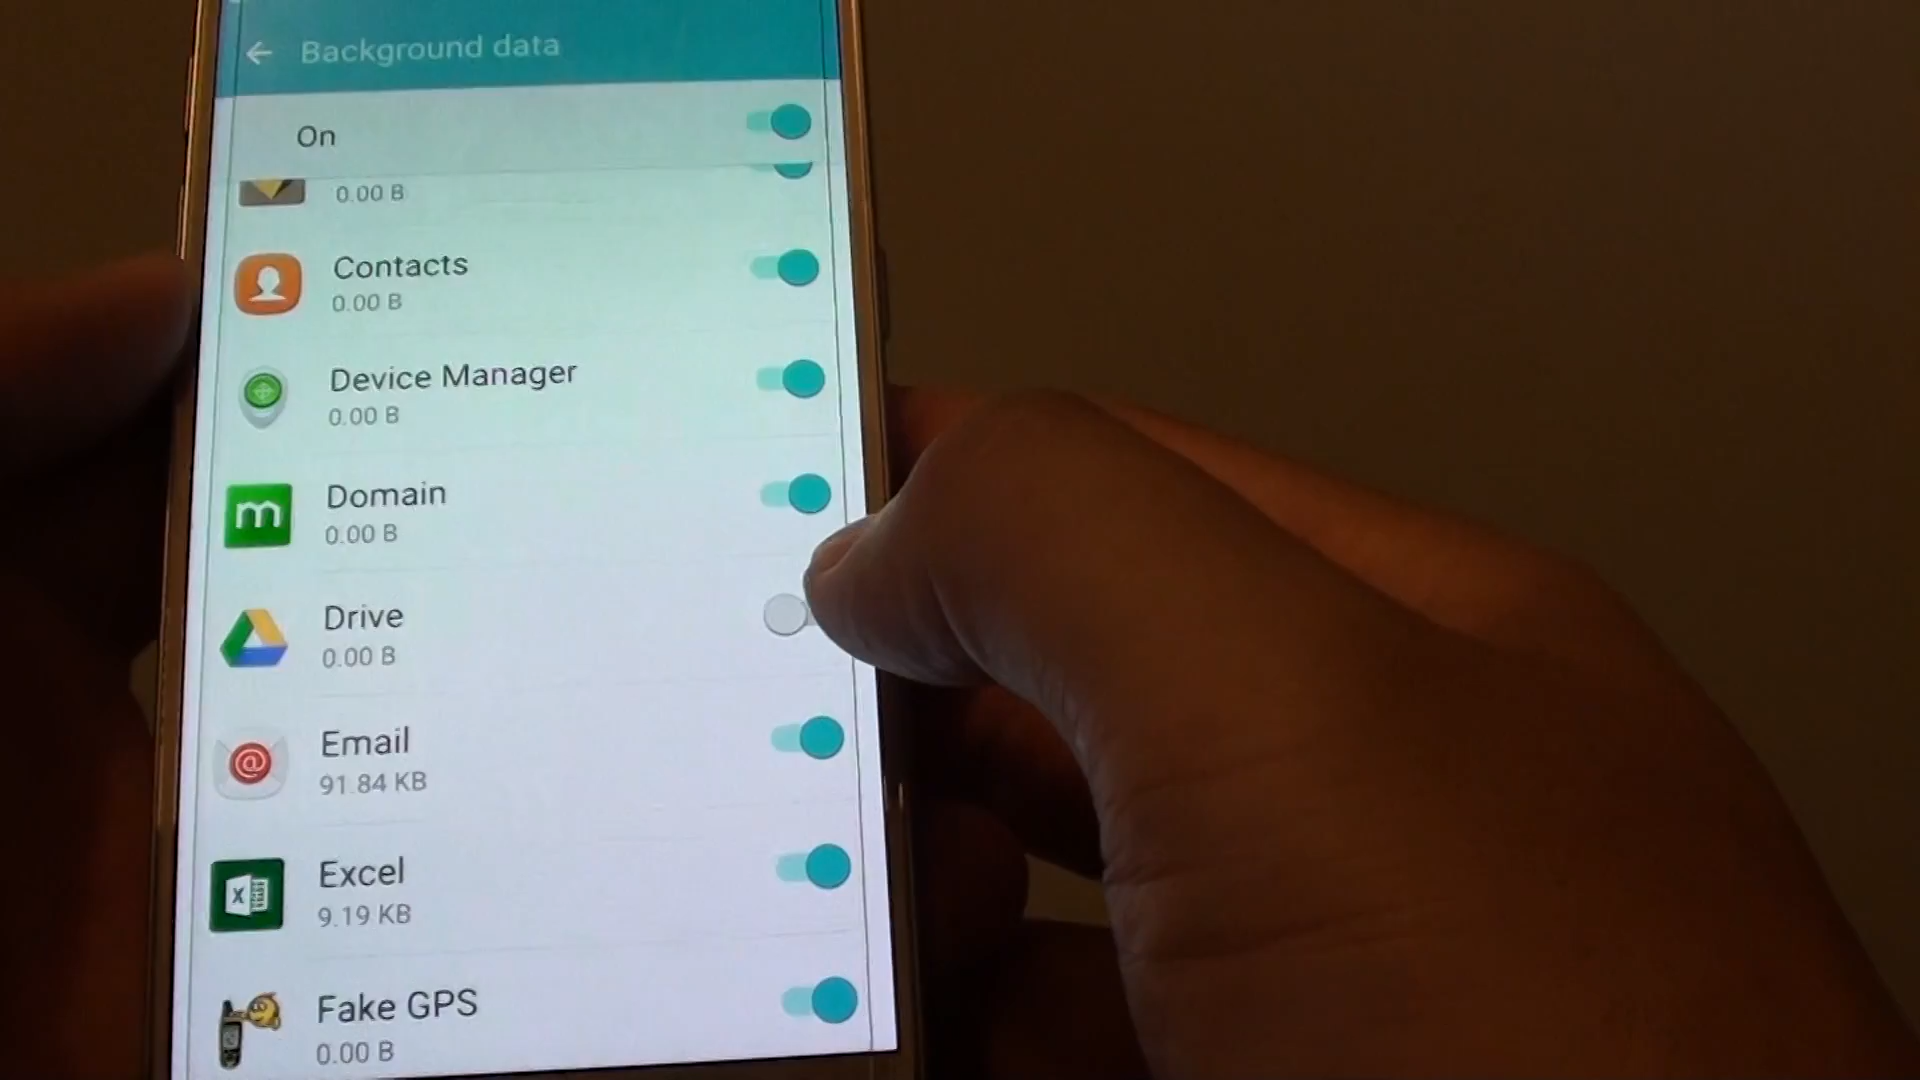 Background data
On
0.00 B
Contacts
0.00 B
Device Manager
0.00 B
m
Domain
0.00 B
Drive
0.00 B
@
Email
91.84 KB
X
Excel
9.19 KB
Fake GPS
0.00 B